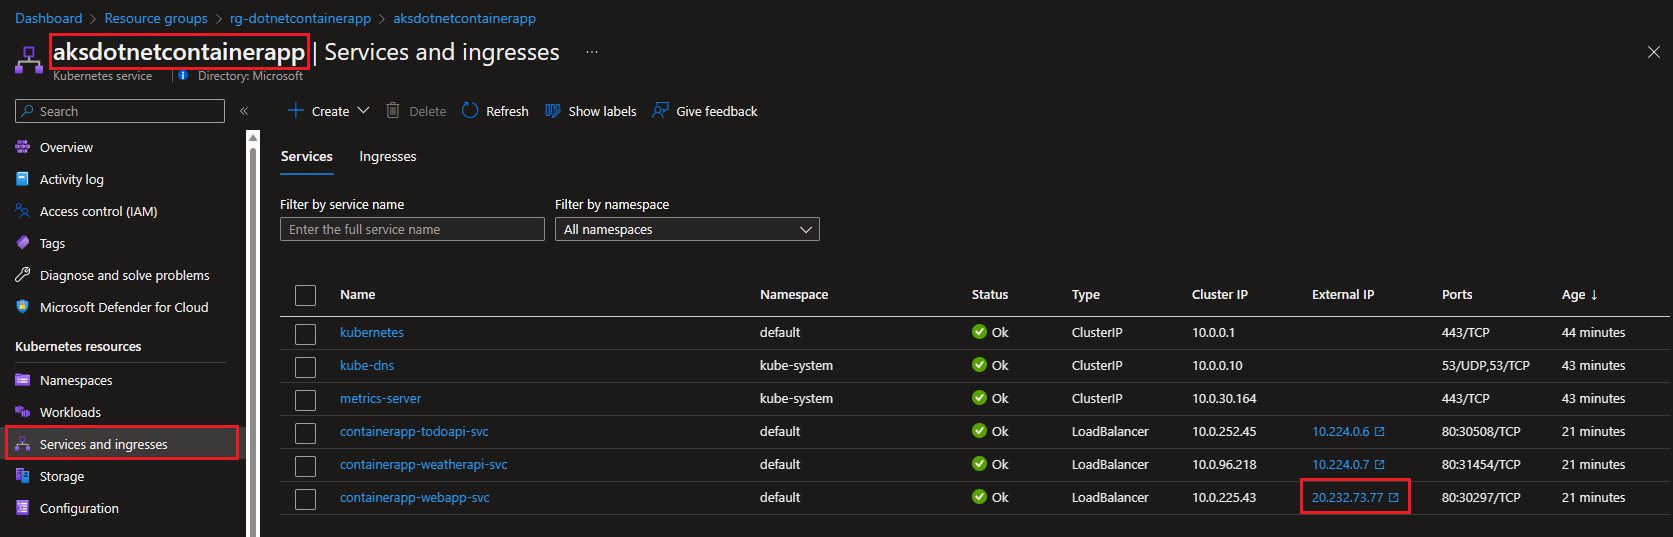 Dashboard > Resource groups > rg-dotnetcontainerapp > aksdotnetcontainerapp
aksdotnetcontainerapp | Services and ingresses ...
Kubernetes service | Directory: Microsoft
Search «
Create Delete Refresh Show labels Give feedback
Overview
Activity log
Access control (IAM)
Tags
Diagnose and solve problems
Microsoft Defender for Cloud
Kubernetes resources
Namespaces
Workloads
Services and ingresses
Storage
Configuration
Services Ingresses
Filter by service name Filter by namespace
Enter the full service name All namespaces
Name Namespace Status Type Cluster IP External IP Ports Age ↓
kubernetes default Ok ClusterIP 10.0.0.1 443/TCP 44 minutes
kube-dns kube-system Ok ClusterIP 10.0.0.10 53/UDP,53/TCP 43 minutes
metrics-server kube-system Ok ClusterIP 10.0.30.164 443/TCP 43 minutes
containerapp-todoapi-svc default Ok LoadBalancer 10.0.252.45 10.224.0.6 80:30508/TCP 21 minutes
containerapp-weatherapi-svc default Ok LoadBalancer 10.0.96.218 10.224.0.7 80:31454/TCP 21 minutes
containerapp-webapp-svc default Ok LoadBalancer 10.0.225.43 20.232.73.77 80:30297/TCP 21 minutes